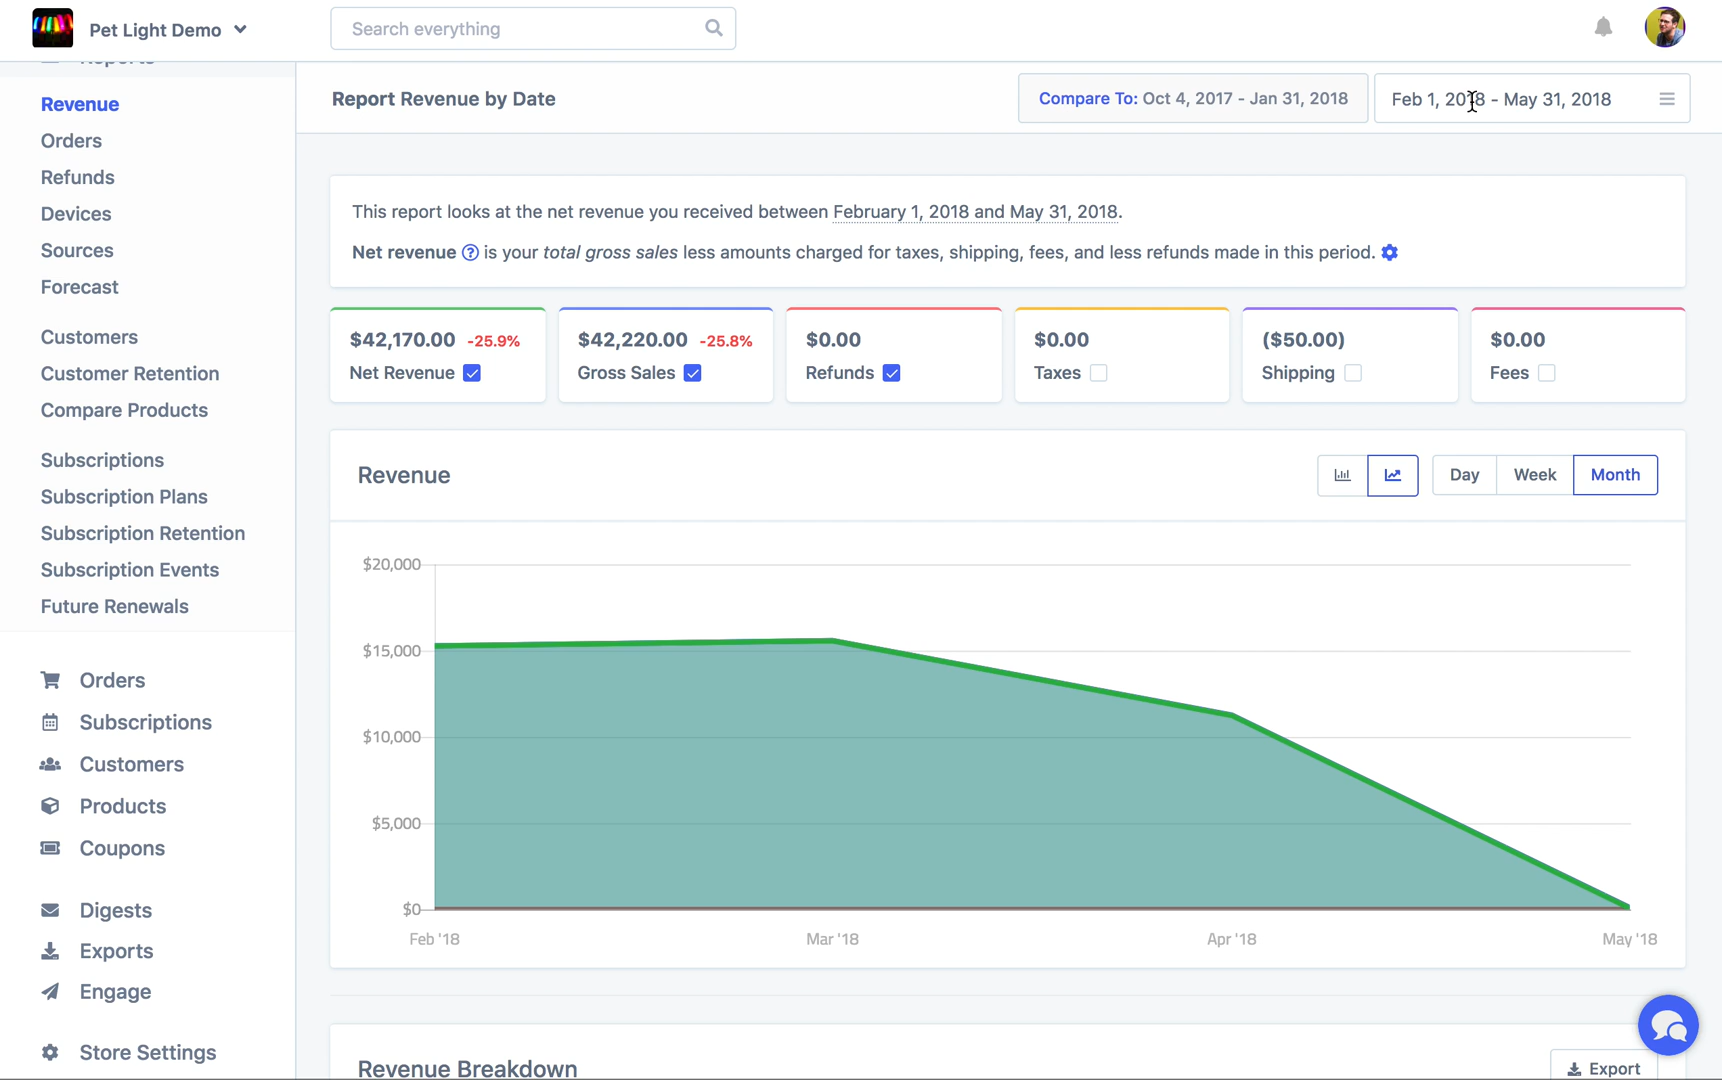 Pet Light Demo
Search everything
Reports
Revenue
Orders
Refunds
Devices
Sources
Forecast
Customers
Customer Retention
Compare Products
Subscriptions
Subscription Plans
Subscription Retention
Subscription Events
Future Renewals
Orders
Subscriptions
Customers
Products
Coupons
Digests
Exports
Engage
Store Settings
Report Revenue by Date
Compare To: Oct 4, 2017 - Jan 31, 2018
Feb 1, 2018 - May 31, 2018
This report looks at the net revenue you received between February 1, 2018 and May 31, 2018.
Net revenue ? is your total gross sales less amounts charged for taxes, shipping, fees, and less refunds made in this period.
$42,170.00 -25.9%
Net Revenue
$42,220.00 -25.8%
Gross Sales
$0.00
Refunds
$0.00
Taxes
($50.00)
Shipping
$0.00
Fees
Revenue
Day Week Month
$20,000
$15,000
$10,000
$5,000
$0
Feb '18 Mar '18 Apr '18 May '18
Revenue Breakdown
Export